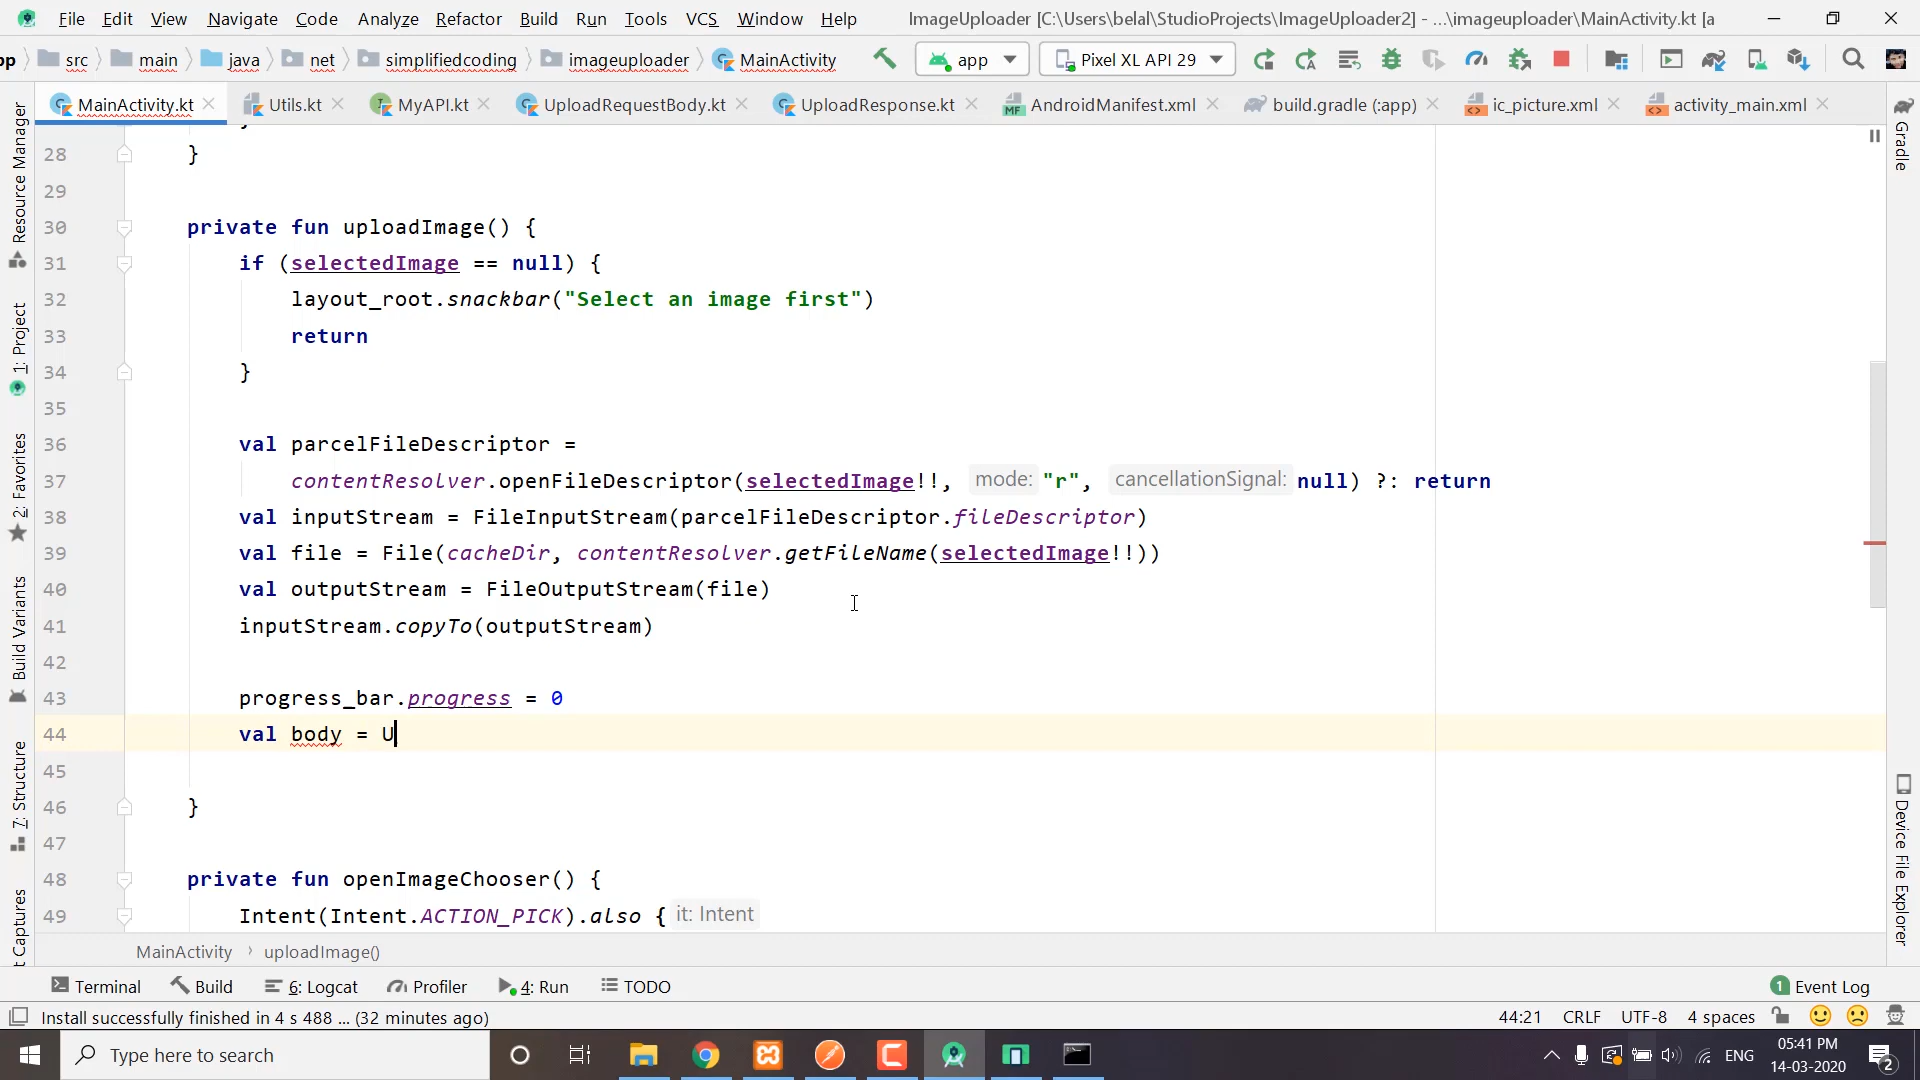 File Edit View Navigate Code Analyze Refactor Build Run Tools VCS Window Help ImageUploader [C:\Users\belal\StudioProjects\ImageUploader2] - ...\imageuploader\MainActivity.kt [a
pp src main java net simplifiedcoding imageuploader MainActivity app Pixel XL API 29
MainActivity.kt Utils.kt MyAPI.kt UploadRequestBody.kt UploadResponse.kt AndroidManifest.xml build.gradle (:app) ic_picture.xml activity_main.xml
Resource Manager
1: Project
2: Favorites
Build Variants
7: Structure
t Captures
28 }
29
30 private fun uploadImage() {
31 if (selectedImage == null) {
32 layout_root.snackbar("Select an image first")
33 return
34 }
35
36 val parcelFileDescriptor =
37 contentResolver.openFileDescriptor(selectedImage!!, mode: "r", cancellationSignal: null) ?: return
38 val inputStream = FileInputStream(parcelFileDescriptor.fileDescriptor)
39 val file = File(cacheDir, contentResolver.getFileName(selectedImage!!))
40 val outputStream = FileOutputStream(file)
41 inputStream.copyTo(outputStream)
42
43 progress_bar.progress = 0
44 val body = U
45
46 }
47
48 private fun openImageChooser() {
49 Intent(Intent.ACTION_PICK).also { it: Intent
Gradle
Device File Explorer
MainActivity › uploadImage()
Terminal Build 6: Logcat Profiler 4: Run TODO 1 Event Log
Install successfully finished in 4 s 488 ... (32 minutes ago) 44:21 CRLF UTF-8 4 spaces
Type here to search ENG 05:41 PM
14-03-2020 2